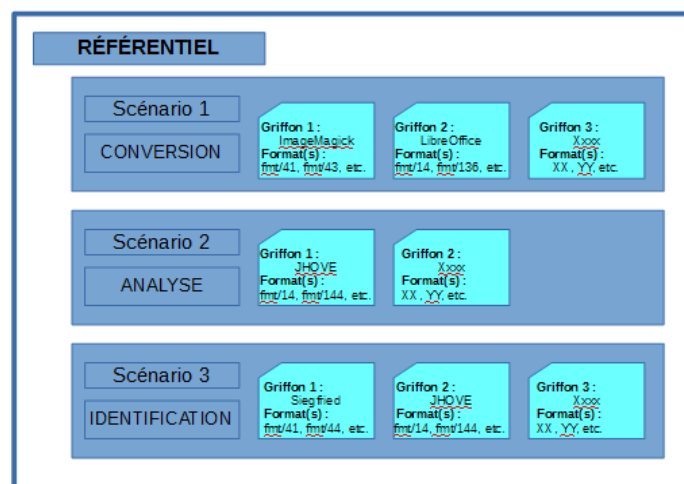 RÉFÉRENTIEL
Scénario 1
CONVERSION
Griffon 1 :
ImageMagick
Format(s) :
fmt/41, fmt/43, etc.
Griffon 2 :
LibreOffice
Format(s) :
fmt/14, fmt/136, etc.
Griffon 3 :
Xxxx
Format(s) :
XX , YY, etc.
Scénario 2
ANALYSE
Griffon 1 :
JHOVE
Format(s) :
fmt/14, fmt/144, etc.
Griffon 2 :
Xxxx
Format(s) :
XX , YY, etc.
Scénario 3
IDENTIFICATION
Griffon 1 :
Siegfried
Format(s) :
fmt/41, fmt/44, etc.
Griffon 2 :
JHOVE
Format(s) :
fmt/14, fmt/144, etc.
Griffon 3 :
Xxxx
Format(s) :
XX , YY, etc.